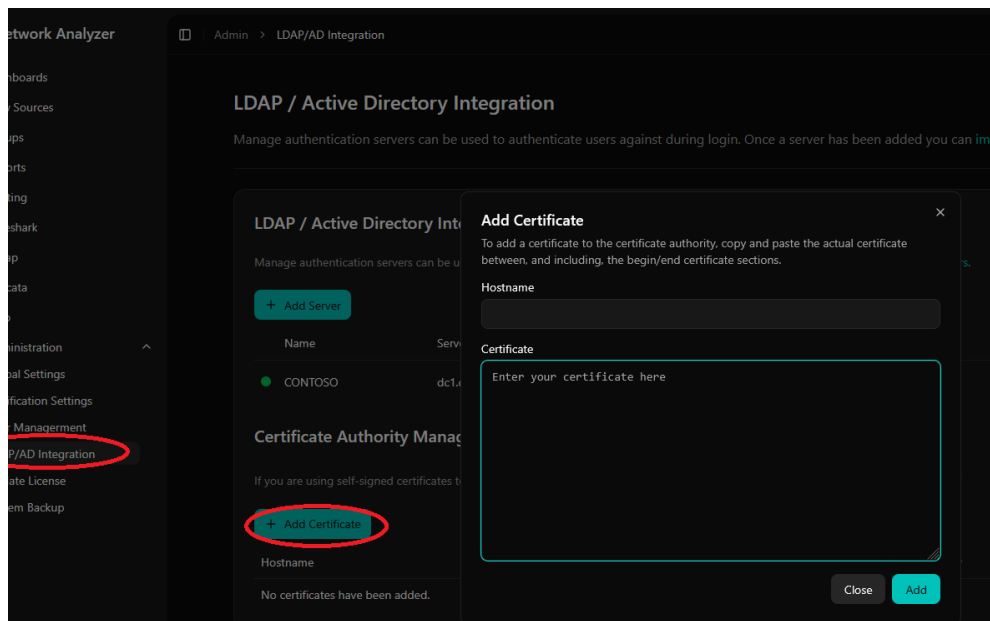 etwork Analyzer
Admin > LDAP/AD Integration
hboards
Sources
ups
orts
ting
eshark
ap
cata
ministration
bal Settings
ification Settings
r Management
P/AD Integration
ate License
em Backup
LDAP / Active Directory Integration
Manage authentication servers can be used to authenticate users against during login. Once a server has been added you can im
LDAP / Active Directory Inte
Manage authentication servers can be u
s.
+ Add Server
Name Serv
CONTOSO dc1.
Certificate Authority Manag
If you are using self-signed certificates t
+ Add Certificate
Hostname
No certificates have been added.
Add Certificate
To add a certificate to the certificate authority, copy and paste the actual certificate
between, and including, the begin/end certificate sections.
Hostname
Certificate
Enter your certificate here
Close Add